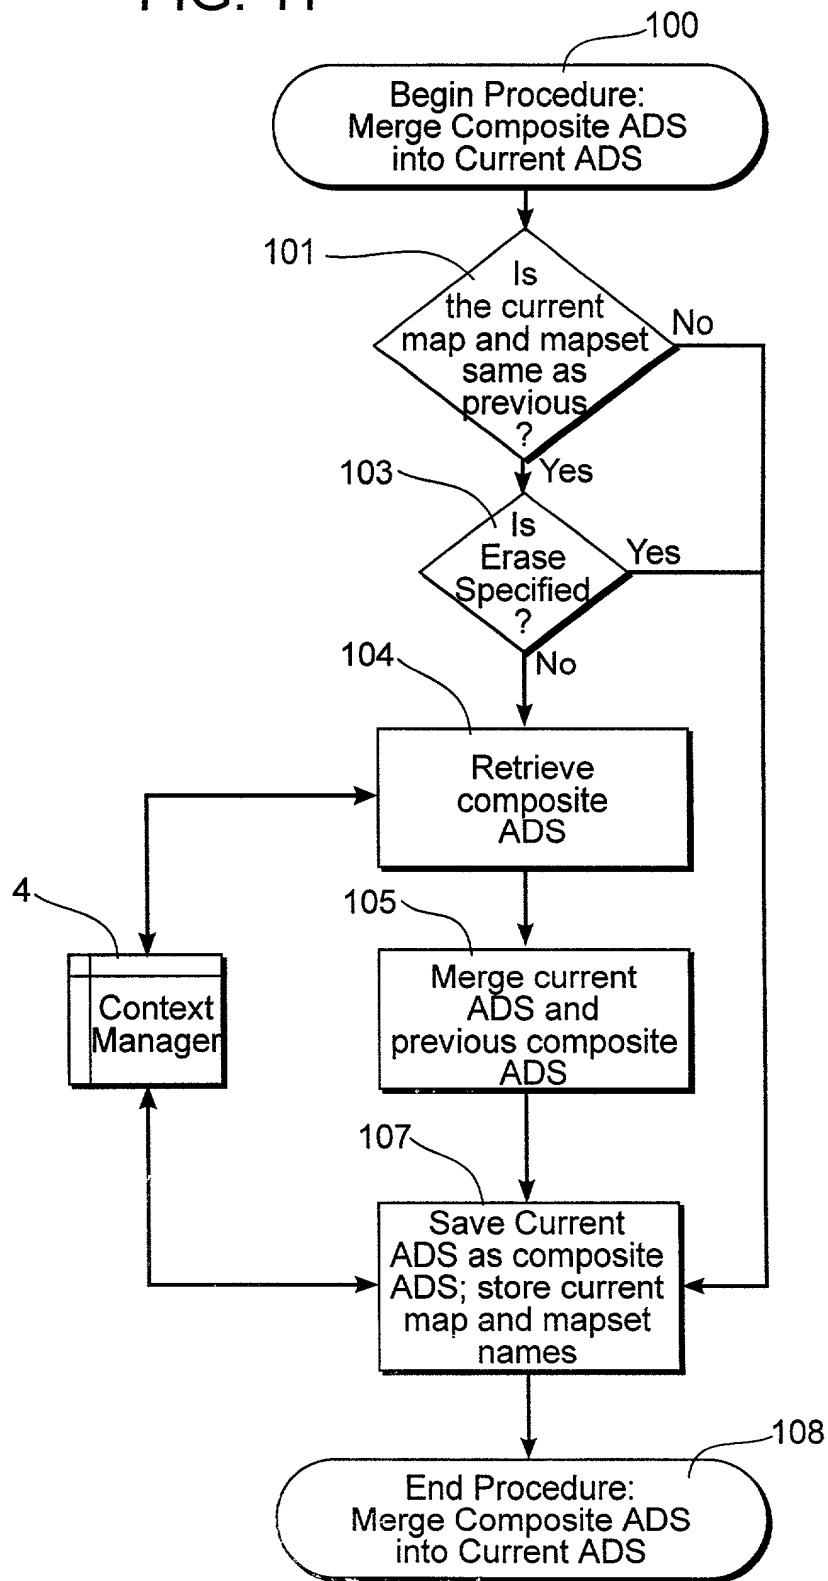 100
Begin Procedure:
Merge Composite ADS
into Current ADS
101
Is
the current
map and mapset
same as
previous
?
No
Yes
103
Is
Erase
Specified
?
Yes
No
104
Retrieve
composite
ADS
4
Context
Manager
105
Merge current
ADS and
previous composite
ADS
107
Save Current
ADS as composite
ADS; store current
map and mapset
names
108
End Procedure:
Merge Composite ADS
into Current ADS